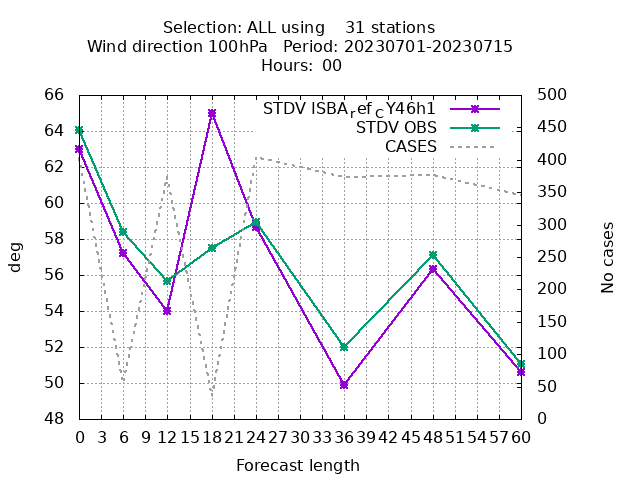 Selection: ALL using    31 stations
Wind direction 100hPa   Period: 20230701-20230715
Hours: 00
66
64
62
60
58
56
54
52
50
48
500
450
400
350
300
250
200
150
100
50
0
STDV ISBAref CY46h1
STDV OBS
CASES
deg
No cases
0 3 6 9 12 15 18 21 24 27 30 33 36 39 42 45 48 51 54 57 60
Forecast length